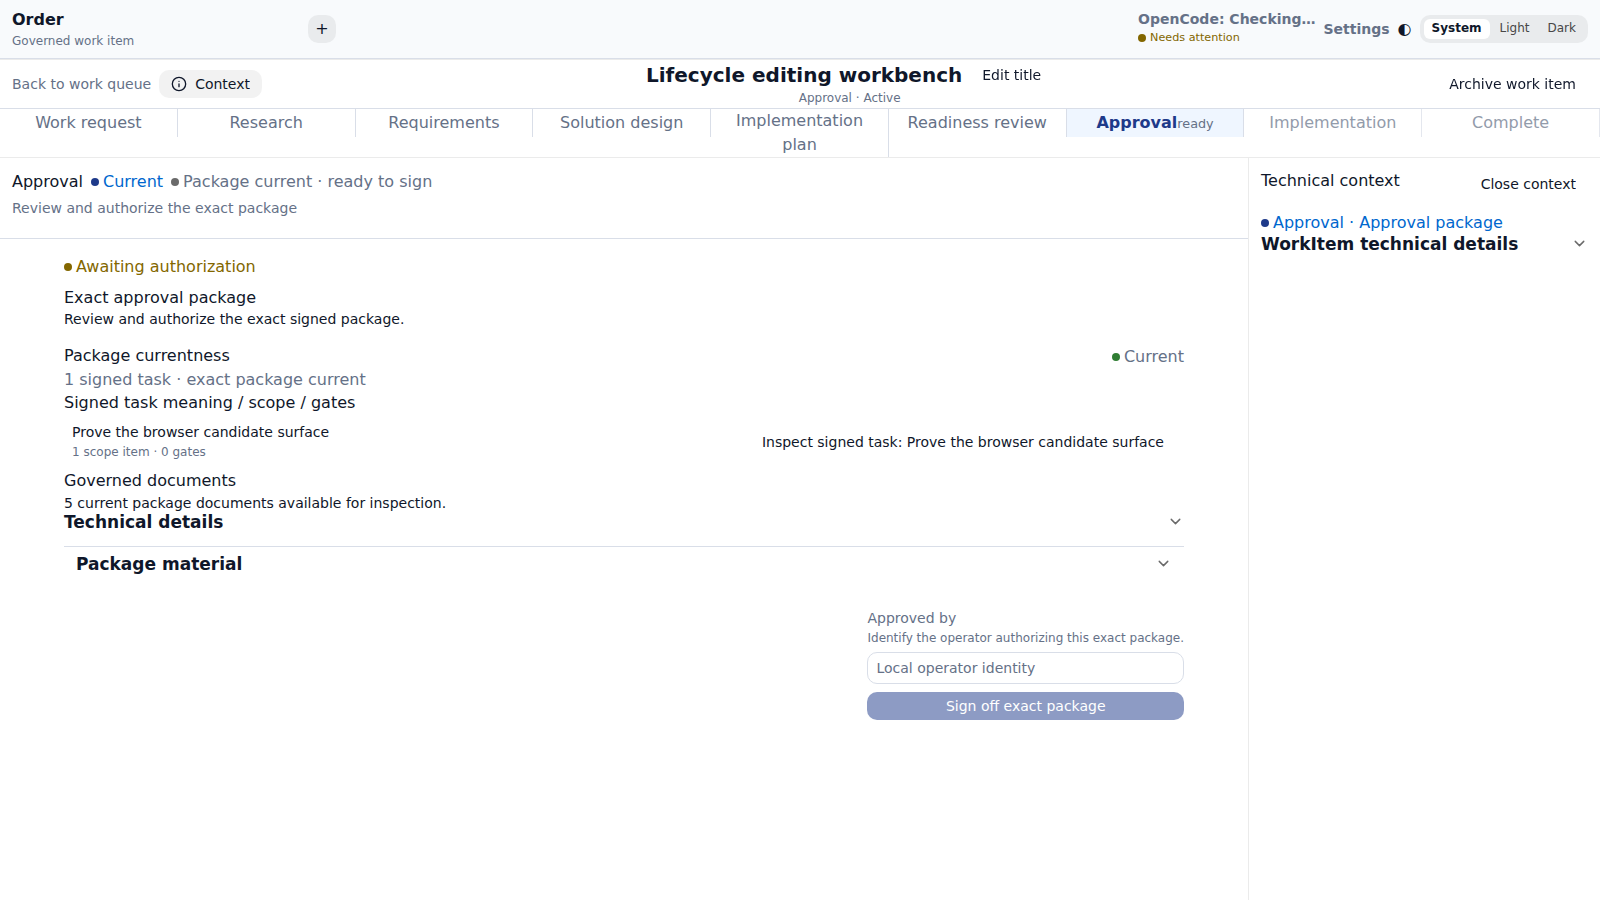 Order
Governed work item
+
OpenCode: Checking…
Needs attention
Settings
System
Light
Dark
Back to work queue
Context
Lifecycle editing workbench
Edit title
Approval · Active
Archive work item
Work request
Research
Requirements
Solution design
Implementation
plan
Readiness review
Approvalready
Implementation
Complete
Approval
Current
Package current · ready to sign
Review and authorize the exact package
Awaiting authorization
Exact approval package
Review and authorize the exact signed package.
Package currentness
Current
1 signed task · exact package current
Signed task meaning / scope / gates
Prove the browser candidate surface
1 scope item · 0 gates
Inspect signed task: Prove the browser candidate surface
Governed documents
5 current package documents available for inspection.
Technical details
Package material
Approved by
Identify the operator authorizing this exact package.
Local operator identity
Sign off exact package
Technical context
Close context
Approval · Approval package
WorkItem technical details